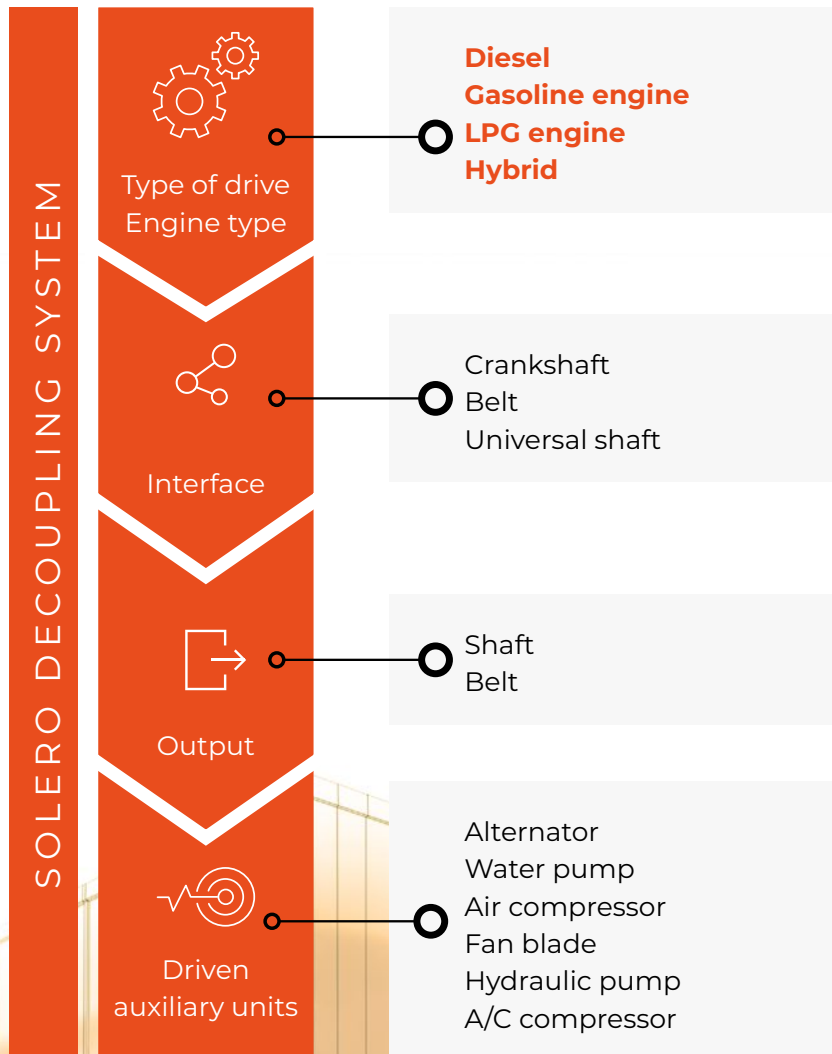 SOLERO DECOUPLING SYSTEM
Type of drive
Engine type
Diesel
Gasoline engine
LPG engine
Hybrid
Interface
Crankshaft
Belt
Universal shaft
Output
Shaft
Belt
Driven
auxiliary units
Alternator
Water pump
Air compressor
Fan blade
Hydraulic pump
A/C compressor